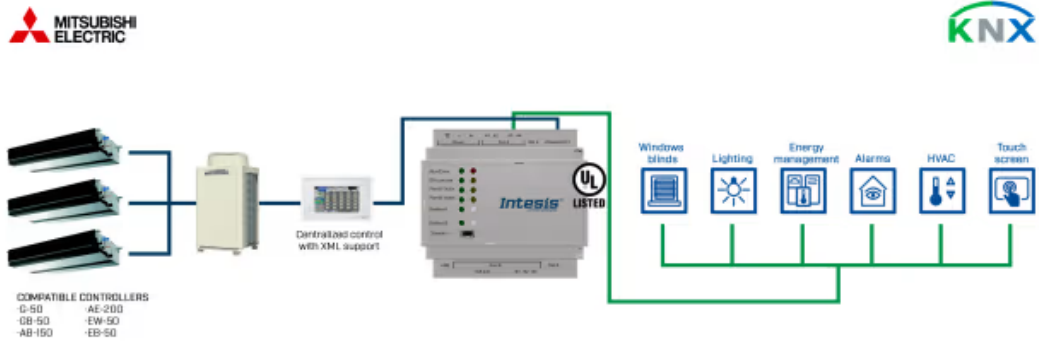 MITSUBISHI
ELECTRIC
KNX
Windows
blinds
Lighting
Energy
management
Alarms
HVAC
Touch
screen
Intesis
UL
LISTED
Centralized control
with XML support
COMPATIBLE CONTROLLERS
-G-50 -AE-200
-GB-50 -EW-50
-AB-150 -EB-50